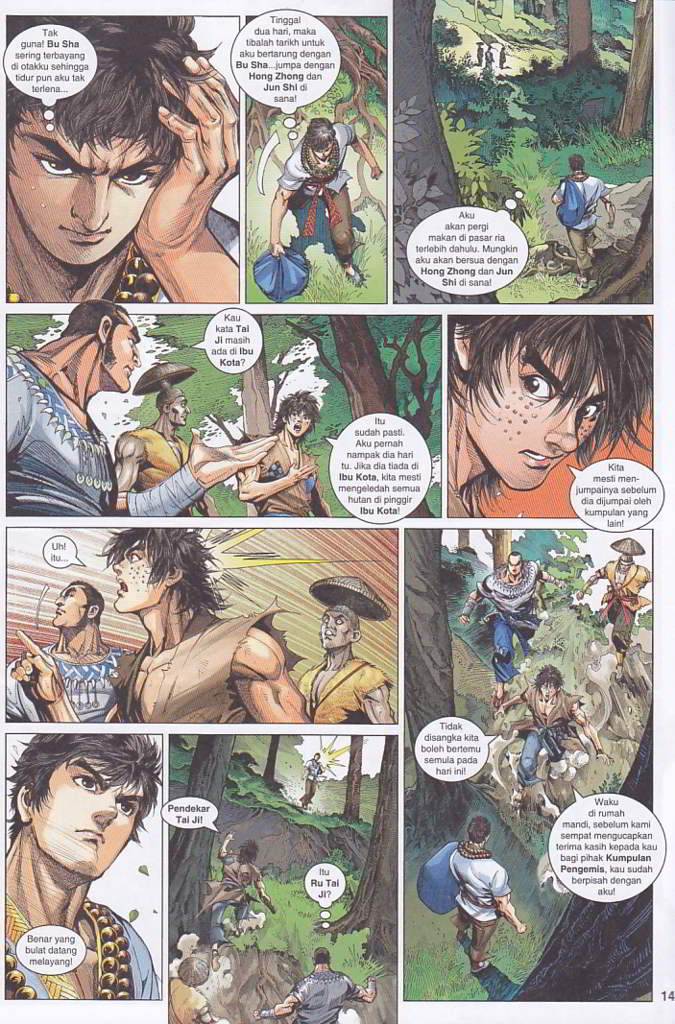 Tak
guna! Bu Sha
sering terbayang
di otakku sehingga
tidur pun aku tak
terlena...
Tinggal
dua hari, maka
tibalah tarikh untuk
aku bertarung dengan
Bu Sha...jumpa dengan
Hong Zhong dan
Jun Shi di
sana!
Aku
akan pergi
makan di pasar ria
terlebih dahulu. Mungkin
aku akan bersua dengan
Hong Zhong dan Jun
Shi di sana!
Kau
kata Tai
Ji masih
ada di Ibu
Kota?
Itu
sudah pasti.
Aku pernah
nampak dia hari
tu. Jika dia tiada di
Ibu Kota, kita mesti
mengeledah semua
hutan di pinggir
Ibu Kota!
Kita
mesti men-
jumpainya sebelum
dia dijumpai oleh
kumpulan yang
lain!
Uh!
itu...
Benar yang
bulat datang
melayang!
Pendekar
Tai Ji!
Itu
Ru Tai
Ji?
Tidak
disangka kita
boleh bertemu
semula pada
hari ini!
Waku
di rumah
mandi, sebelum kami
sempat mengucapkan
terima kasih kepada kau
bagi pihak Kumpulan
Pengemis, kau sudah
berpisah dengan
aku!
14